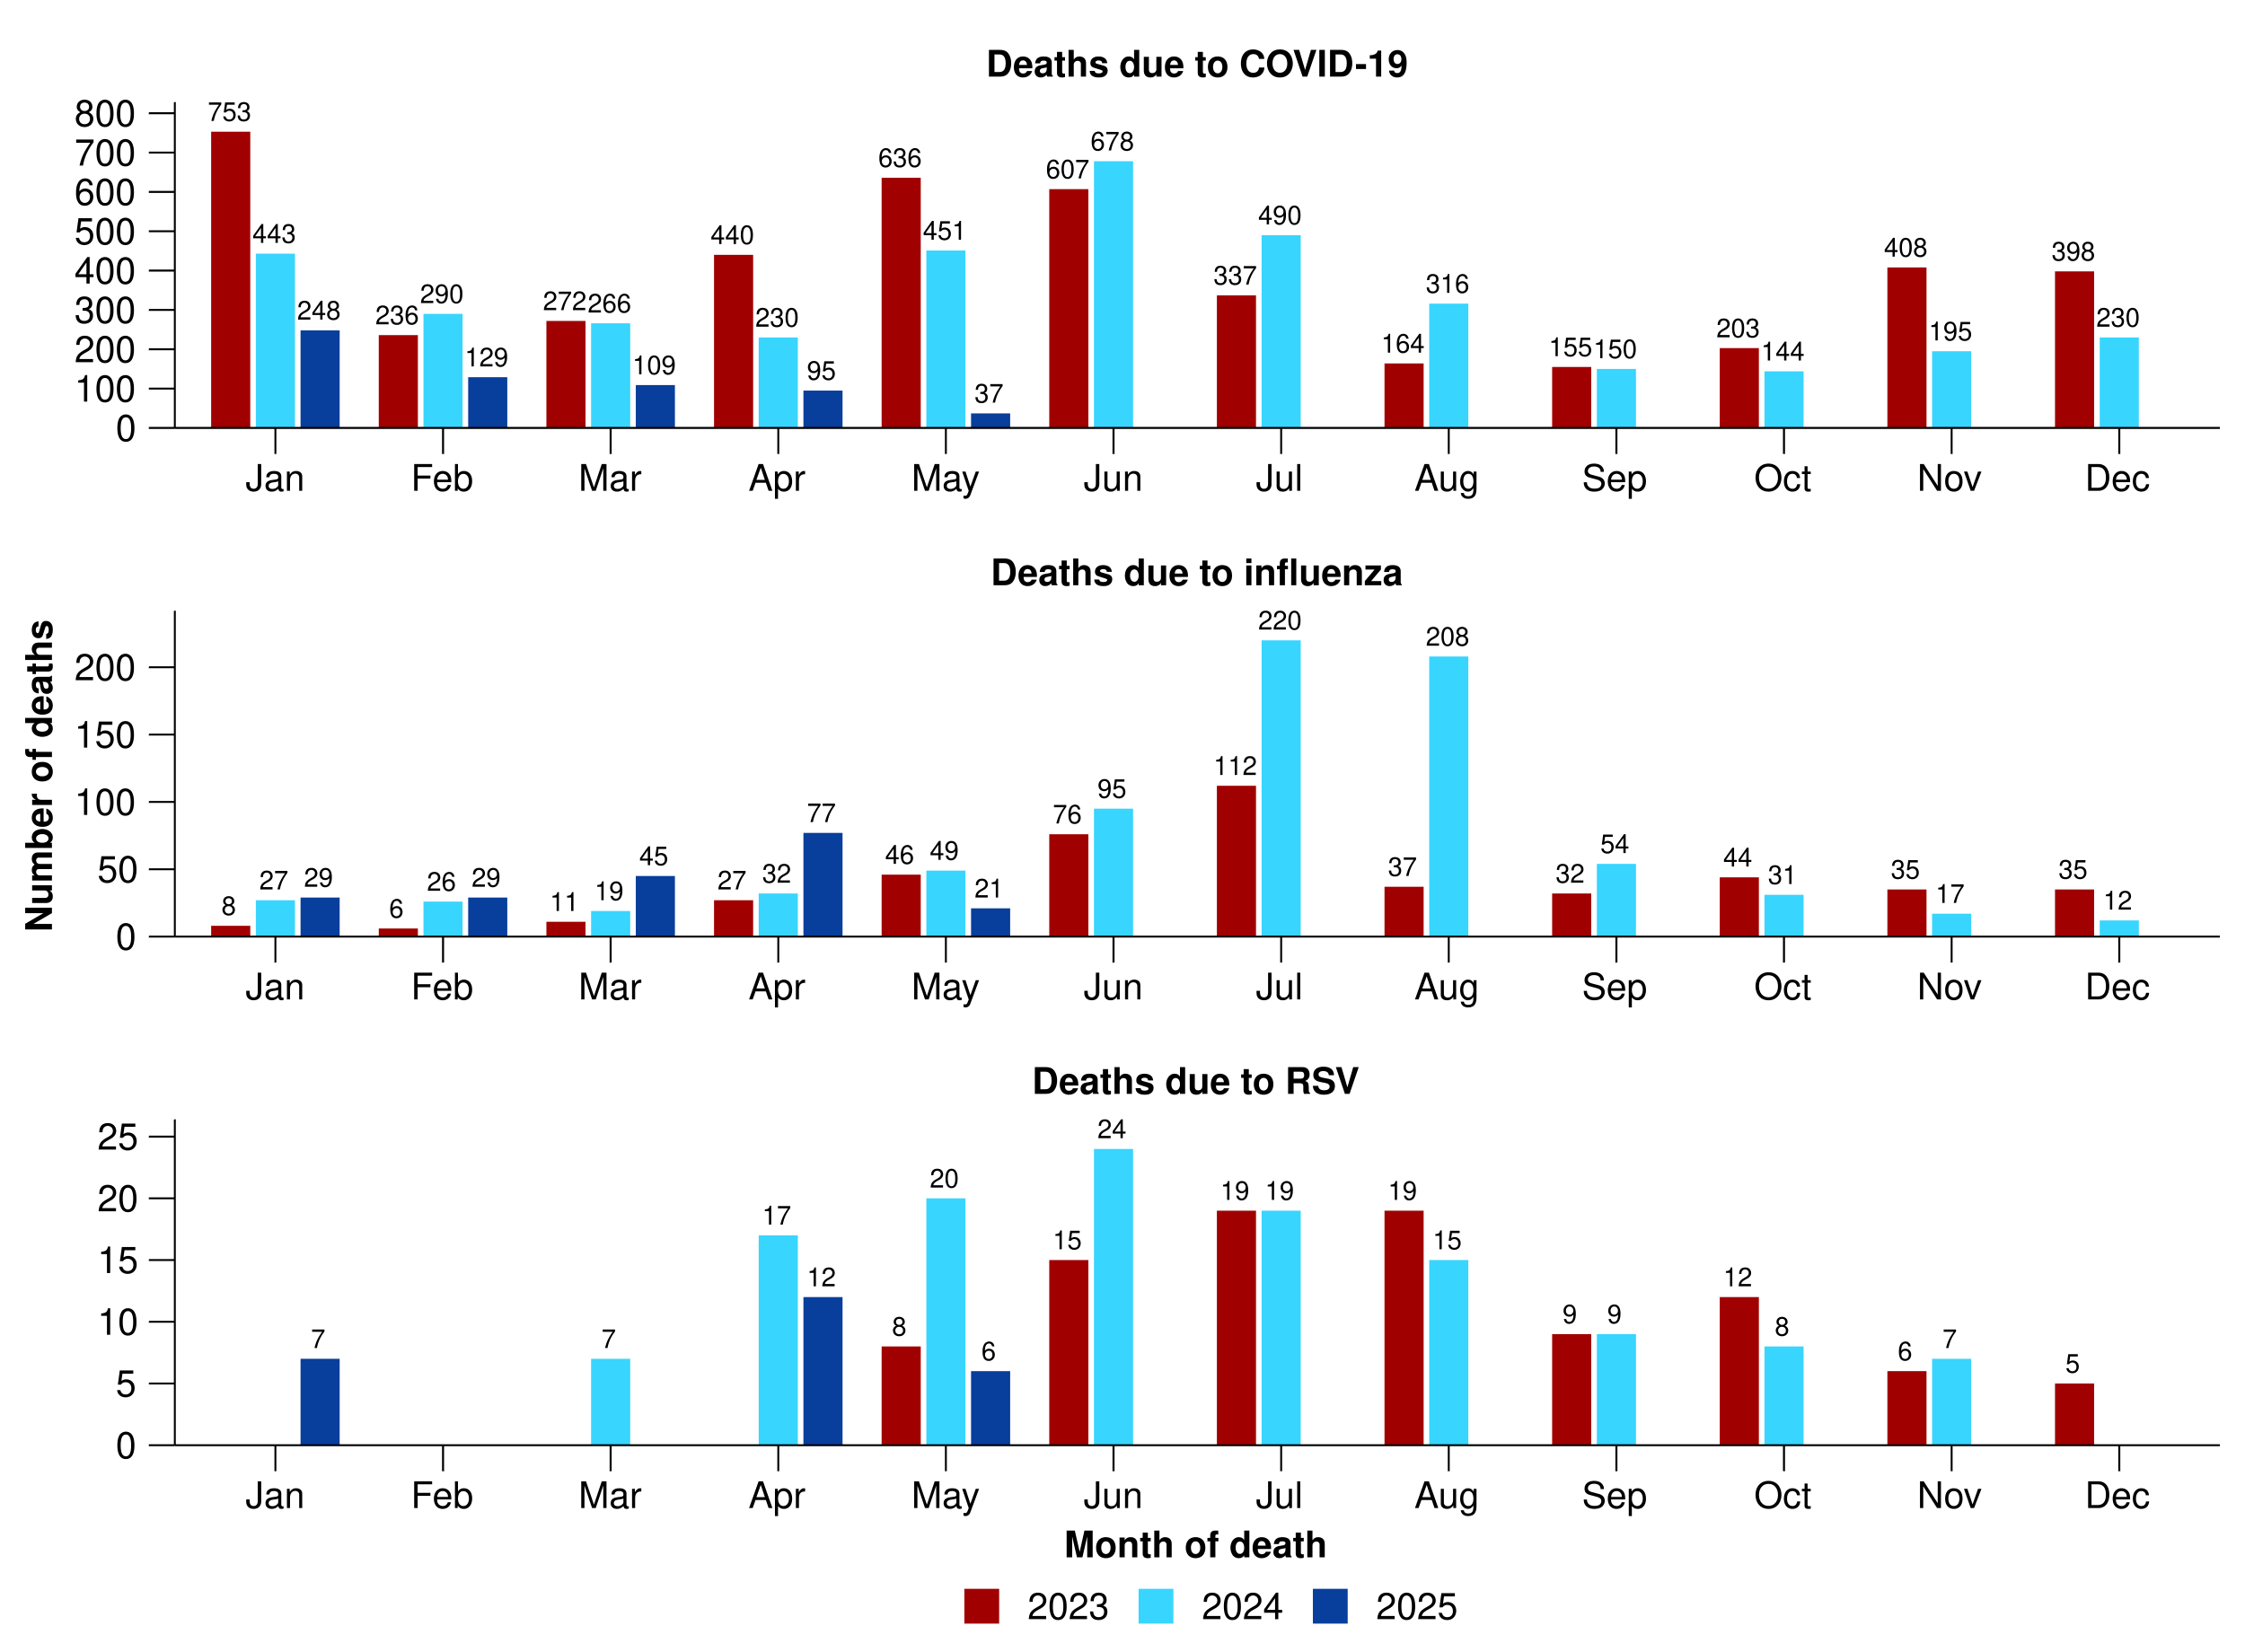 Deaths due to COVID-19
800
700
600
500
400
300
200
100
0
753 443 248 236 290 129 272 266 109 440 230 95 636 451 37 607 678 337 490 164 316 155 150 203 144 408 195 398 230
Jan Feb Mar Apr May Jun Jul Aug Sep Oct Nov Dec
Number of deaths
Deaths due to influenza
200
150
100
50
0
8 27 29 6 26 29 11 19 45 27 32 77 46 49 21 76 95 112 220 37 208 32 54 44 31 35 17 35 12
Jan Feb Mar Apr May Jun Jul Aug Sep Oct Nov Dec
Deaths due to RSV
25
20
15
10
5
0
7 7 17 12 8 20 6 15 24 19 19 19 15 9 9 12 8 6 7 5
Jan Feb Mar Apr May Jun Jul Aug Sep Oct Nov Dec
Month of death
2023 2024 2025